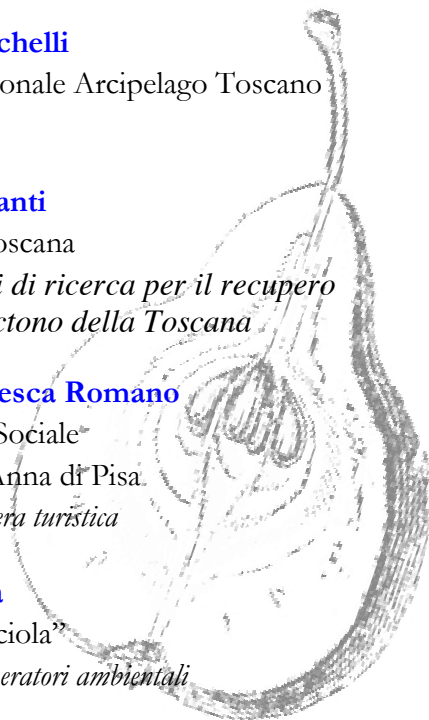 chelli
onale Arcipelago Toscano
anti
oscana
i di ricerca per il recupero
ctono della Toscana
esca Romano
Sociale
Anna di Pisa
era turistica
a
ciola”
eratori ambientali